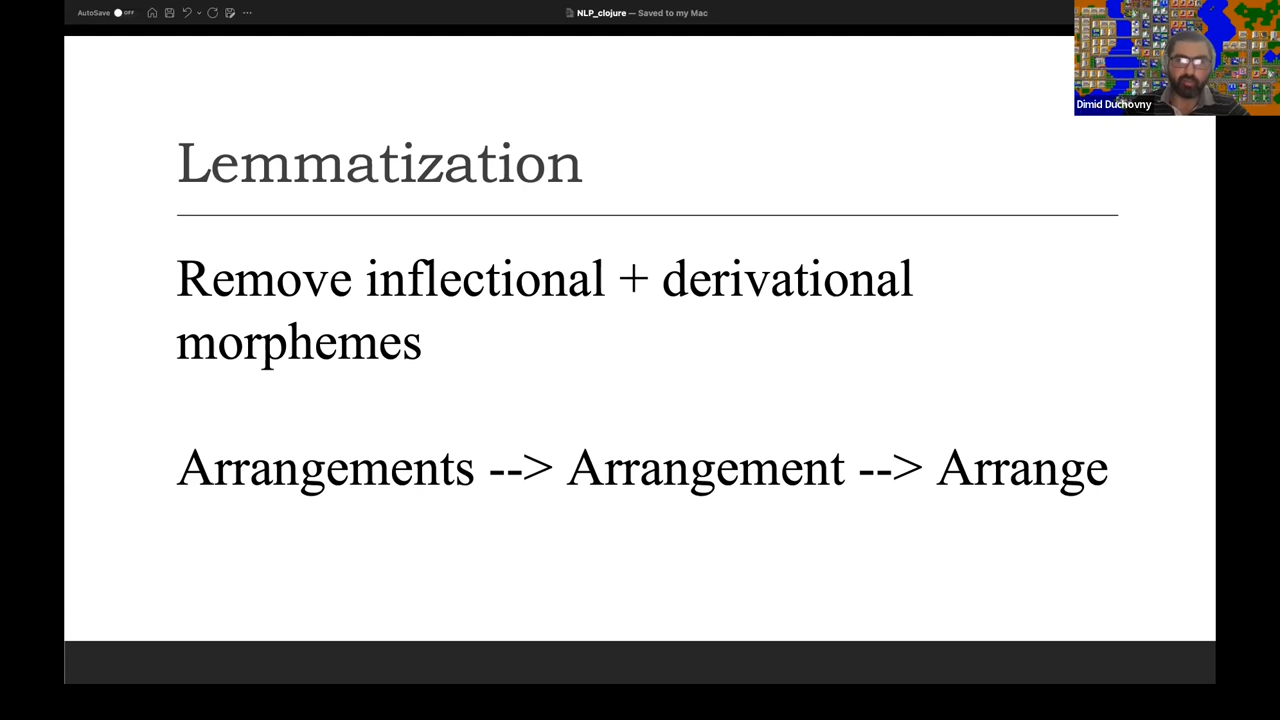 AutoSave OFF
NLP_clojure — Saved to my Mac
Dimid Duchovny
Lemmatization
Remove inflectional + derivational
morphemes
Arrangements --> Arrangement --> Arrange